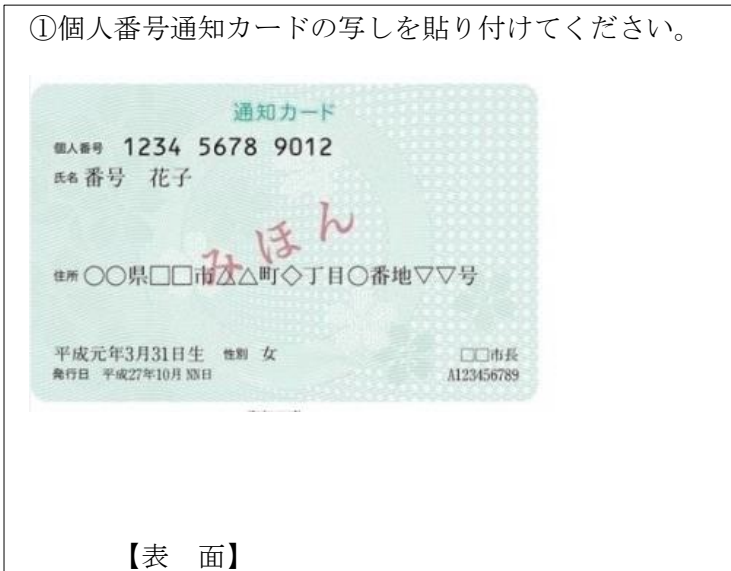 ①個人番号通知カードの写しを貼り付けてください。
通知カード
個人番号 1234 5678 9012
氏名 番号 花子
みほん
住所 ○○県□□市△△町◇丁目○番地▽▽号
平成元年3月31日生 性別 女 □□市長
発行日 平成27年10月 NN日 A123456789
【表 面】